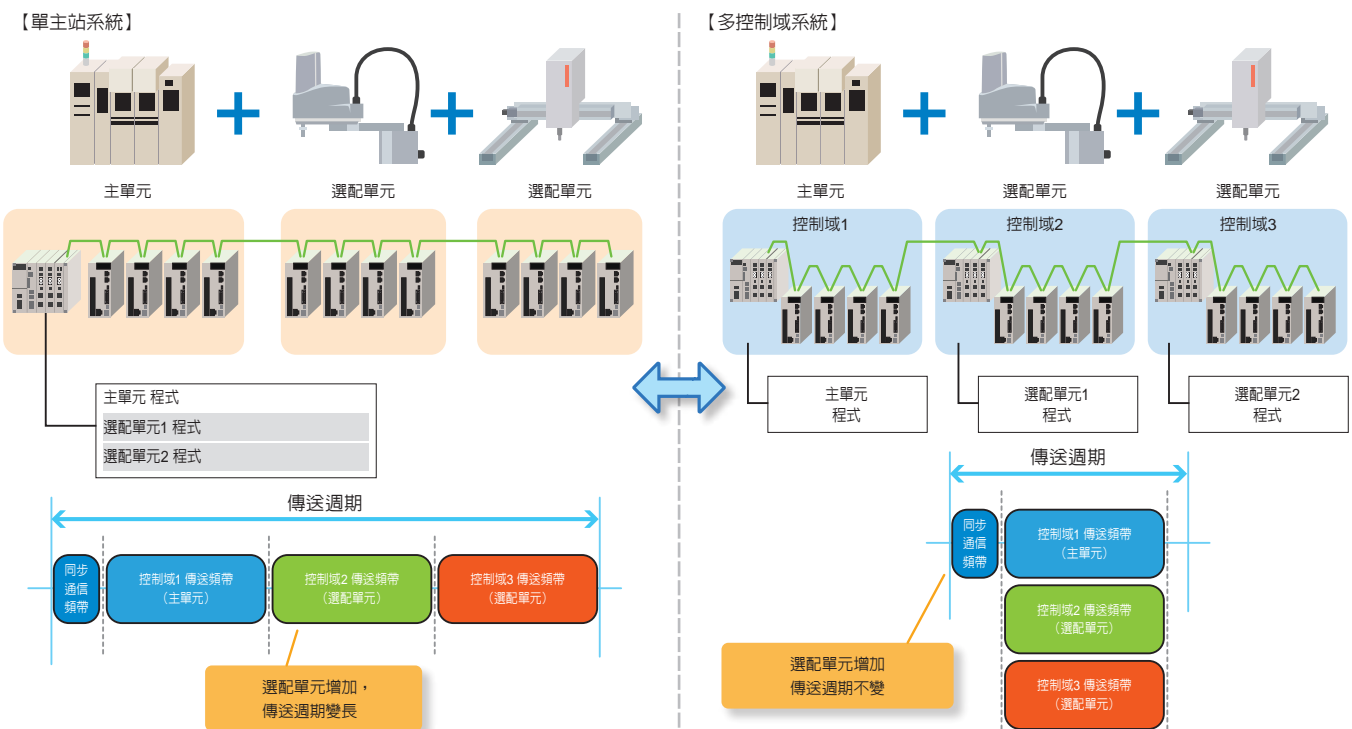 【單主站系統】
主單元
選配單元
選配單元
主單元 程式
選配單元1 程式
選配單元2 程式
傳送週期
同步
通信
頻帶
控制域1 傳送頻帶
（主單元）
控制域2 傳送頻帶
（選配單元）
控制域3 傳送頻帶
（選配單元）
選配單元增加，
傳送週期變長
【多控制域系統】
主單元
選配單元
選配單元
控制域1
控制域2
控制域3
主單元
程式
選配單元1
程式
選配單元2
程式
傳送週期
同步
通信
頻帶
控制域1 傳送頻帶
（主單元）
控制域2 傳送頻帶
（選配單元）
控制域3 傳送頻帶
（選配單元）
選配單元增加
傳送週期不變